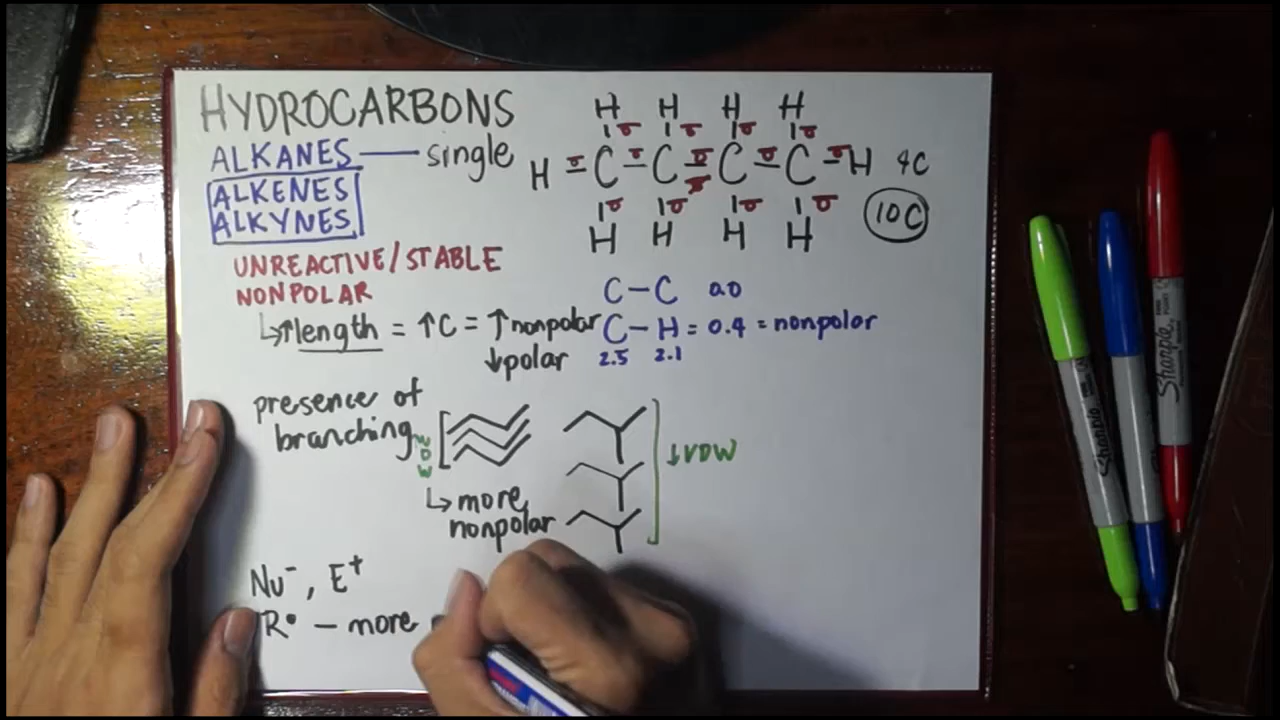 HYDROCARBONS
ALKANES — single
ALKENES
ALKYNES
UNREACTIVE/STABLE
NONPOLAR
↳↑length = ↑C = ↑nonpolar
↓polar
H H H H
σ σ σ σ
H σ C σ C σ C σ C σ H 4C
σ σ σ σ
H H H H
10C
C–C 0.0
C–H = 0.4 = nonpolar
2.5 2.1
presence of
branching
VDW
↓VDW
↳ more
nonpolar
Nu⁻, E⁺
R• – more
Sharpie
Sharpie